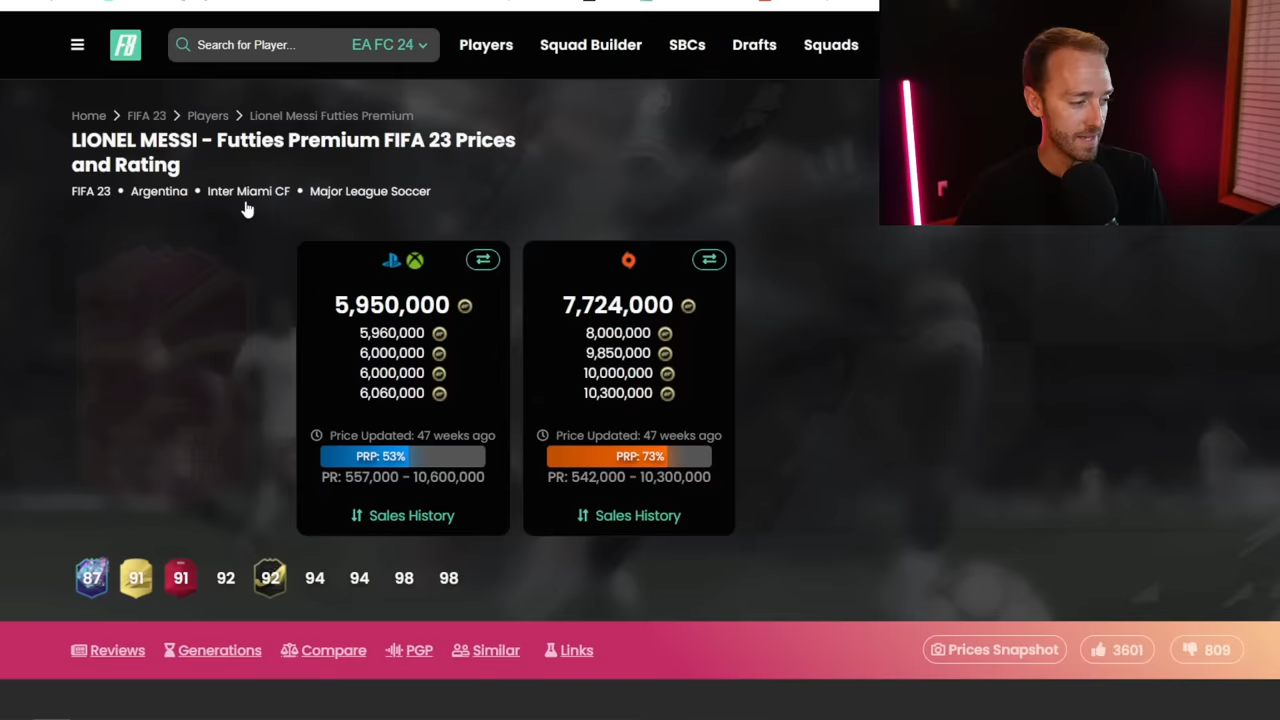 FB
Search for Player...
EA FC 24
Players
Squad Builder
SBCs
Drafts
Squads
Home > FIFA 23 > Players > Lionel Messi Futties Premium
LIONEL MESSI - Futties Premium FIFA 23 Prices
and Rating
FIFA 23 • Argentina • Inter Miami CF • Major League Soccer
5,950,000
5,960,000
6,000,000
6,000,000
6,060,000
Price Updated: 47 weeks ago
PRP: 53%
PR: 557,000 - 10,600,000
Sales History
7,724,000
8,000,000
9,850,000
10,000,000
10,300,000
Price Updated: 47 weeks ago
PRP: 73%
PR: 542,000 - 10,300,000
Sales History
87 91 91 92 92 94 94 98 98
Reviews
Generations
Compare
PGP
Similar
Links
Prices Snapshot
3601
809